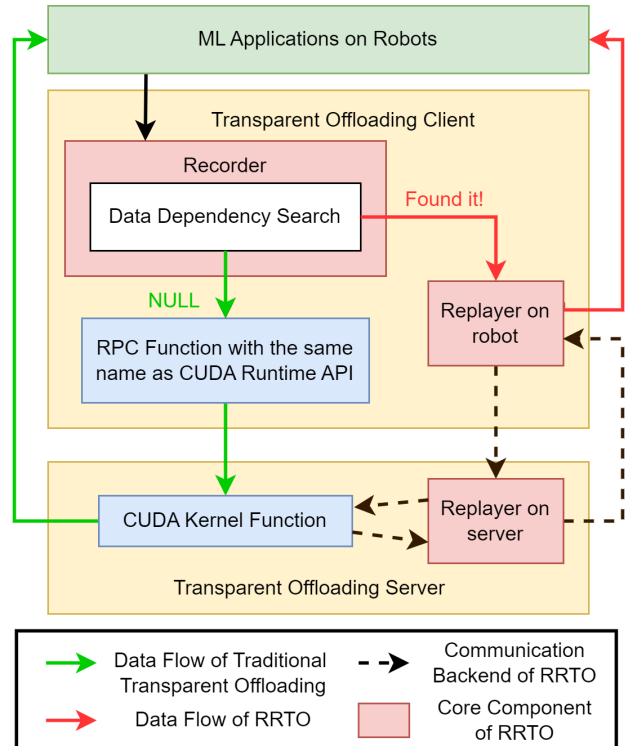 ML Applications on Robots
Transparent Offloading Client
Recorder
Data Dependency Search
Found it!
NULL
Replayer on
robot
RPC Function with the same
name as CUDA Runtime API
CUDA Kernel Function
Replayer on
server
Transparent Offloading Server
Data Flow of Traditional
Transparent Offloading
Communication
Backend of RRTO
Data Flow of RRTO
Core Component
of RRTO